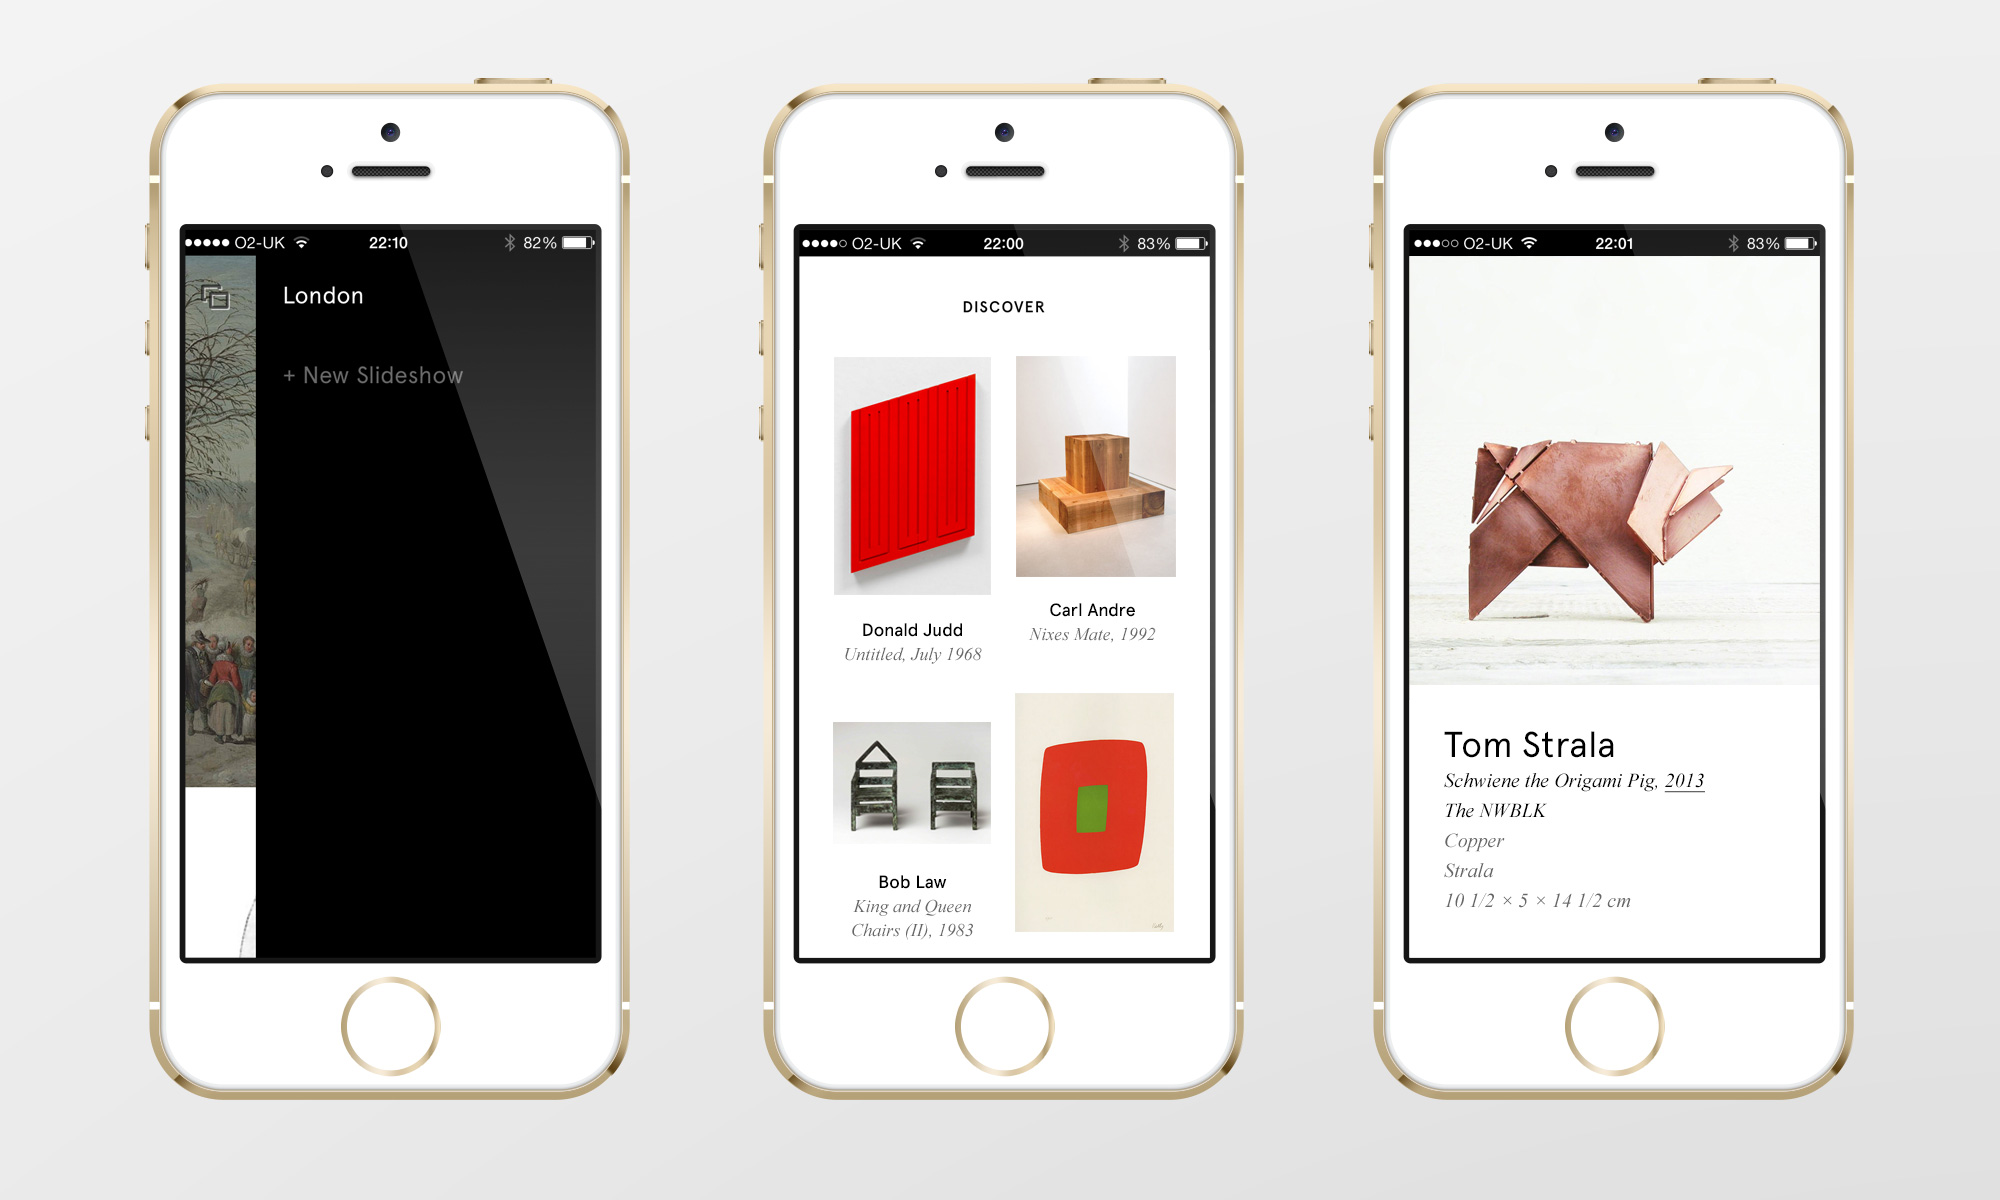 O2-UK 22:10 82%
London
+ New Slideshow
O2-UK 22:00 83%
DISCOVER
Donald Judd
Untitled, July 1968
Carl Andre
Nixes Mate, 1992
Bob Law
King and Queen
Chairs (II), 1983
O2-UK 22:01 83%
Tom Strala
Schwiene the Origami Pig, 2013
The NWBLK
Copper
Strala
10 1/2 × 5 × 14 1/2 cm